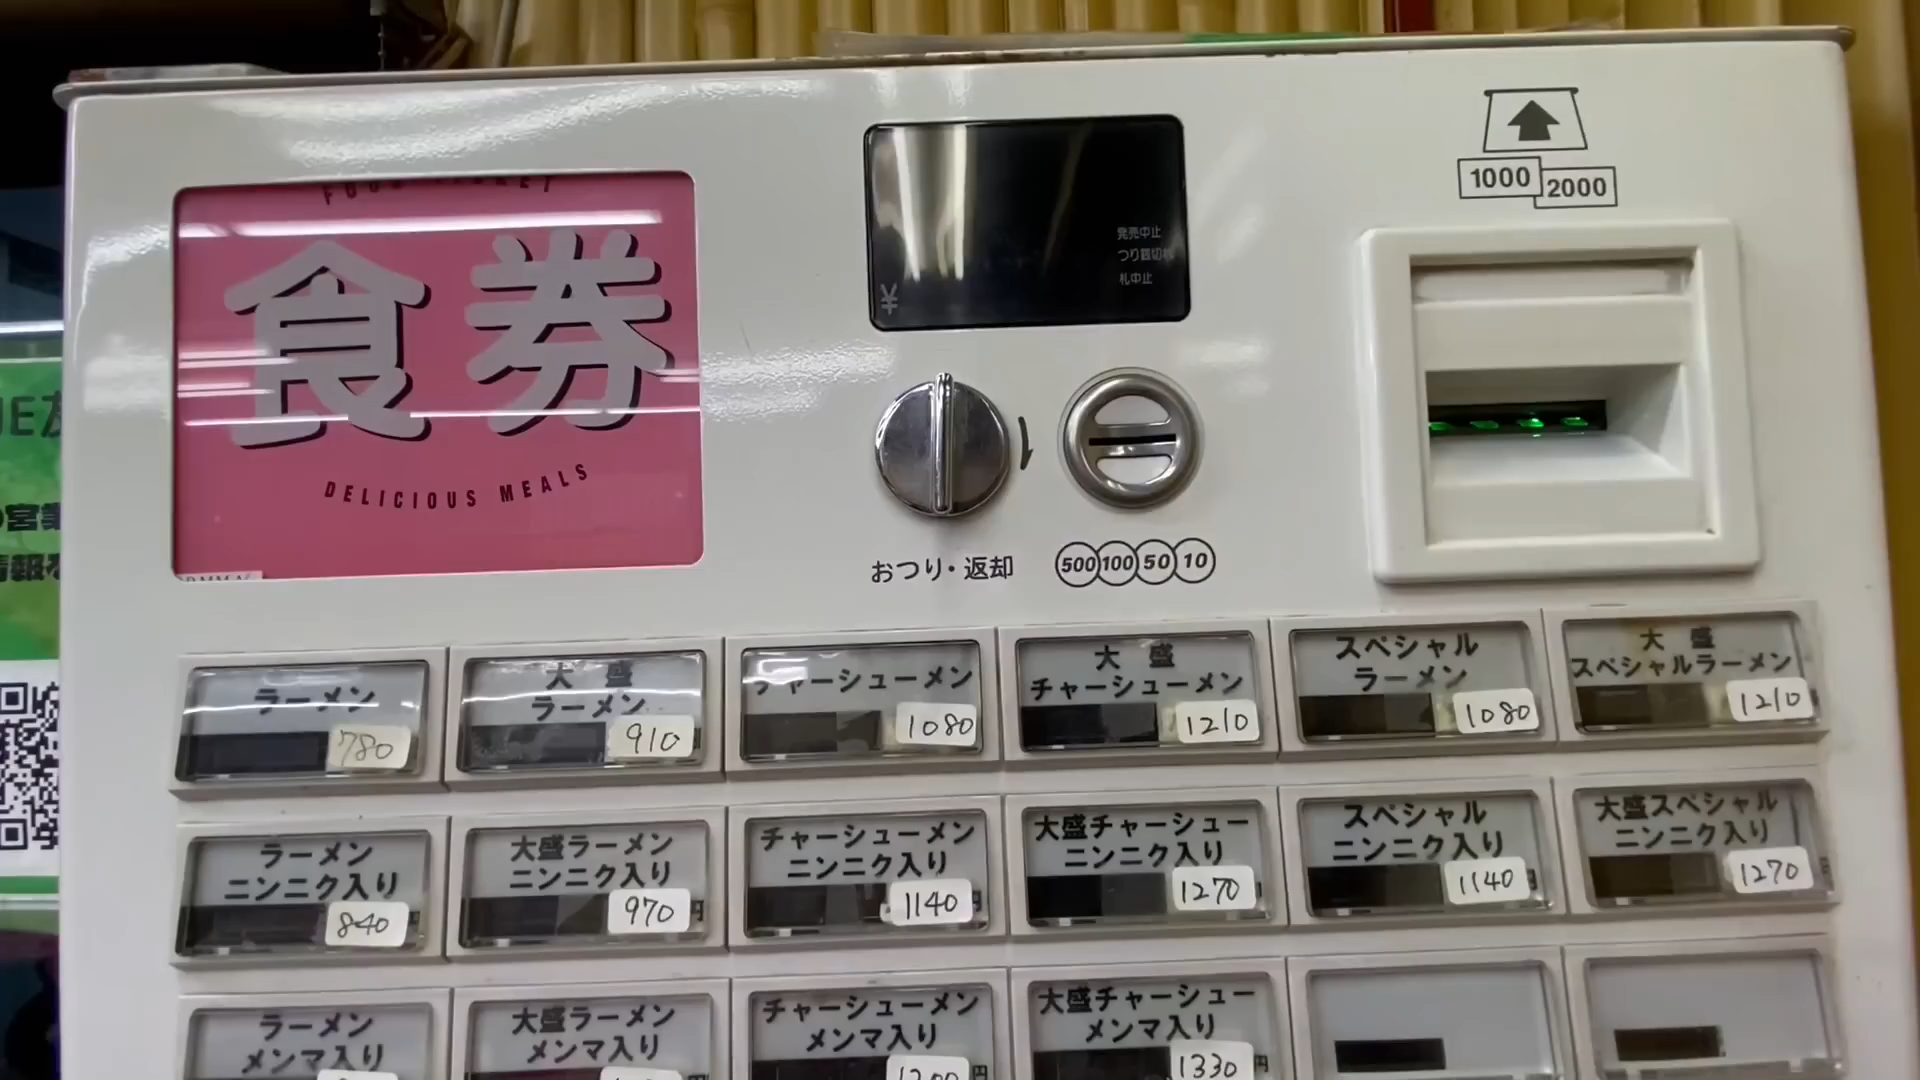 食券
DELICIOUS MEALS
発売中止
つり銭切れ
札中止
¥
1000
2000
おつり・返却
500 100 50 10
ラーメン
780
大盛
ラーメン
910
チャーシューメン
1080
大盛
チャーシューメン
1210
スペシャル
ラーメン
1080
大盛
スペシャルラーメン
1210
ラーメン
ニンニク入り
840
大盛ラーメン
ニンニク入り
970
円
チャーシューメン
ニンニク入り
1140
円
大盛チャーシュー
ニンニク入り
1270
スペシャル
ニンニク入り
1140
大盛スペシャル
ニンニク入り
1270
ラーメン
メンマ入り
大盛ラーメン
メンマ入り
チャーシューメン
メンマ入り
円
大盛チャーシュー
メンマ入り
1330
円